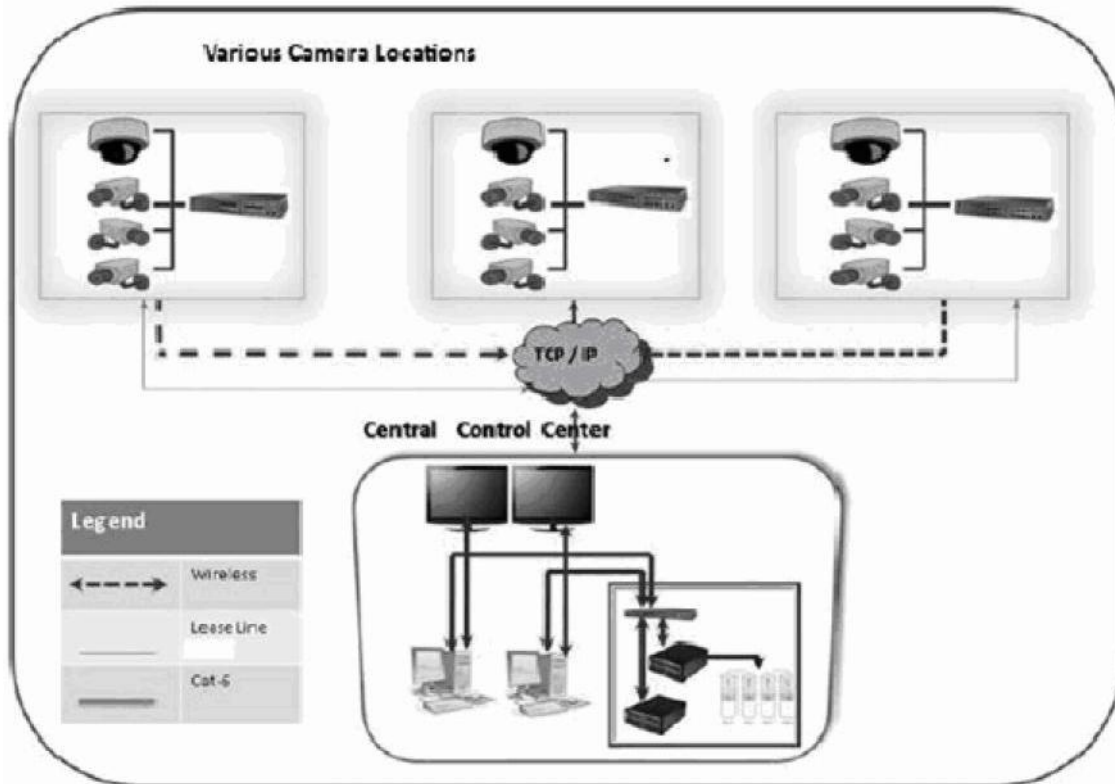 Various Camera Locations
TCP / IP
Central Control Center
Legend
Wireless
Lease Line
Cat-6